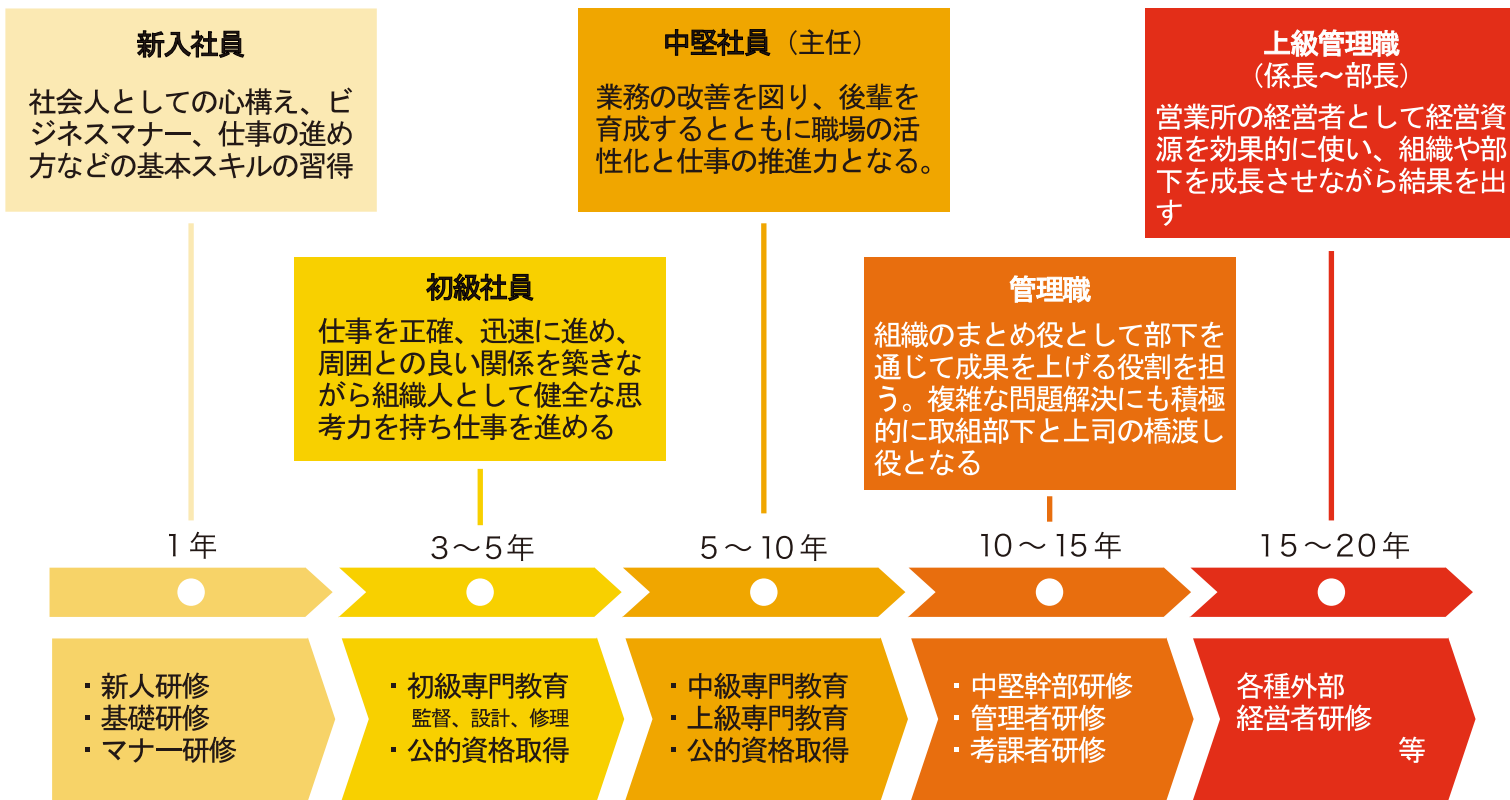 新入社員
社会人としての心構え、ビ
ジネスマナー、仕事の進め
方などの基本スキルの習得
中堅社員（主任）
業務の改善を図り、後輩を
育成するとともに職場の活
性化と仕事の推進力となる。
上級管理職
（係長～部長）
営業所の経営者として経営資
源を効果的に使い、組織や部
下を成長させながら結果を出
す
初級社員
仕事を正確、迅速に進め、
周囲との良い関係を築きな
がら組織人として健全な思
考力を持ち仕事を進める
管理職
組織のまとめ役として部下を
通じて成果を上げる役割を担
う。複雑な問題解決にも積極
的に取組部下と上司の橋渡し
役となる
1年
3～5年
5～10年
10～15年
15～20年
・新人研修
・基礎研修
・マナー研修
・初級専門教育
監督、設計、修理
・公的資格取得
・中級専門教育
・上級専門教育
・公的資格取得
・中堅幹部研修
・管理者研修
・考課者研修
各種外部
経営者研修
等